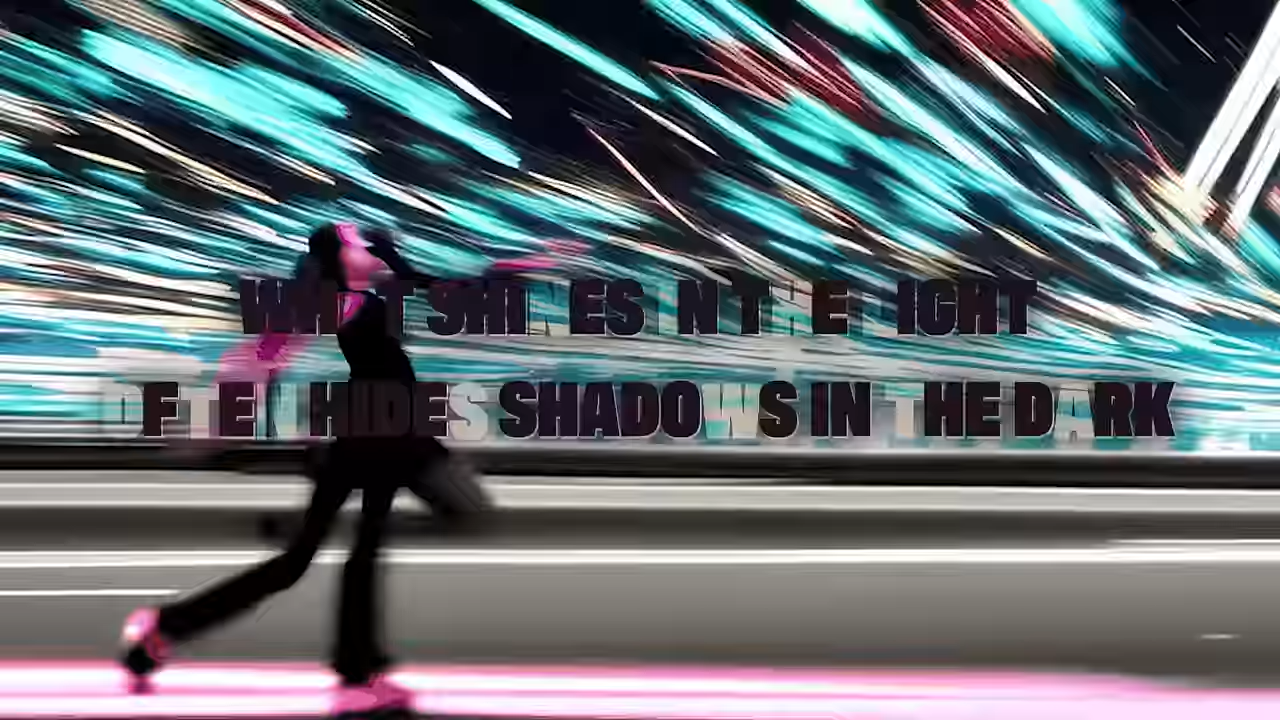 WHAT SHINES IN THE LIGHT
OFTEN HIDES SHADOWS IN THE DARK